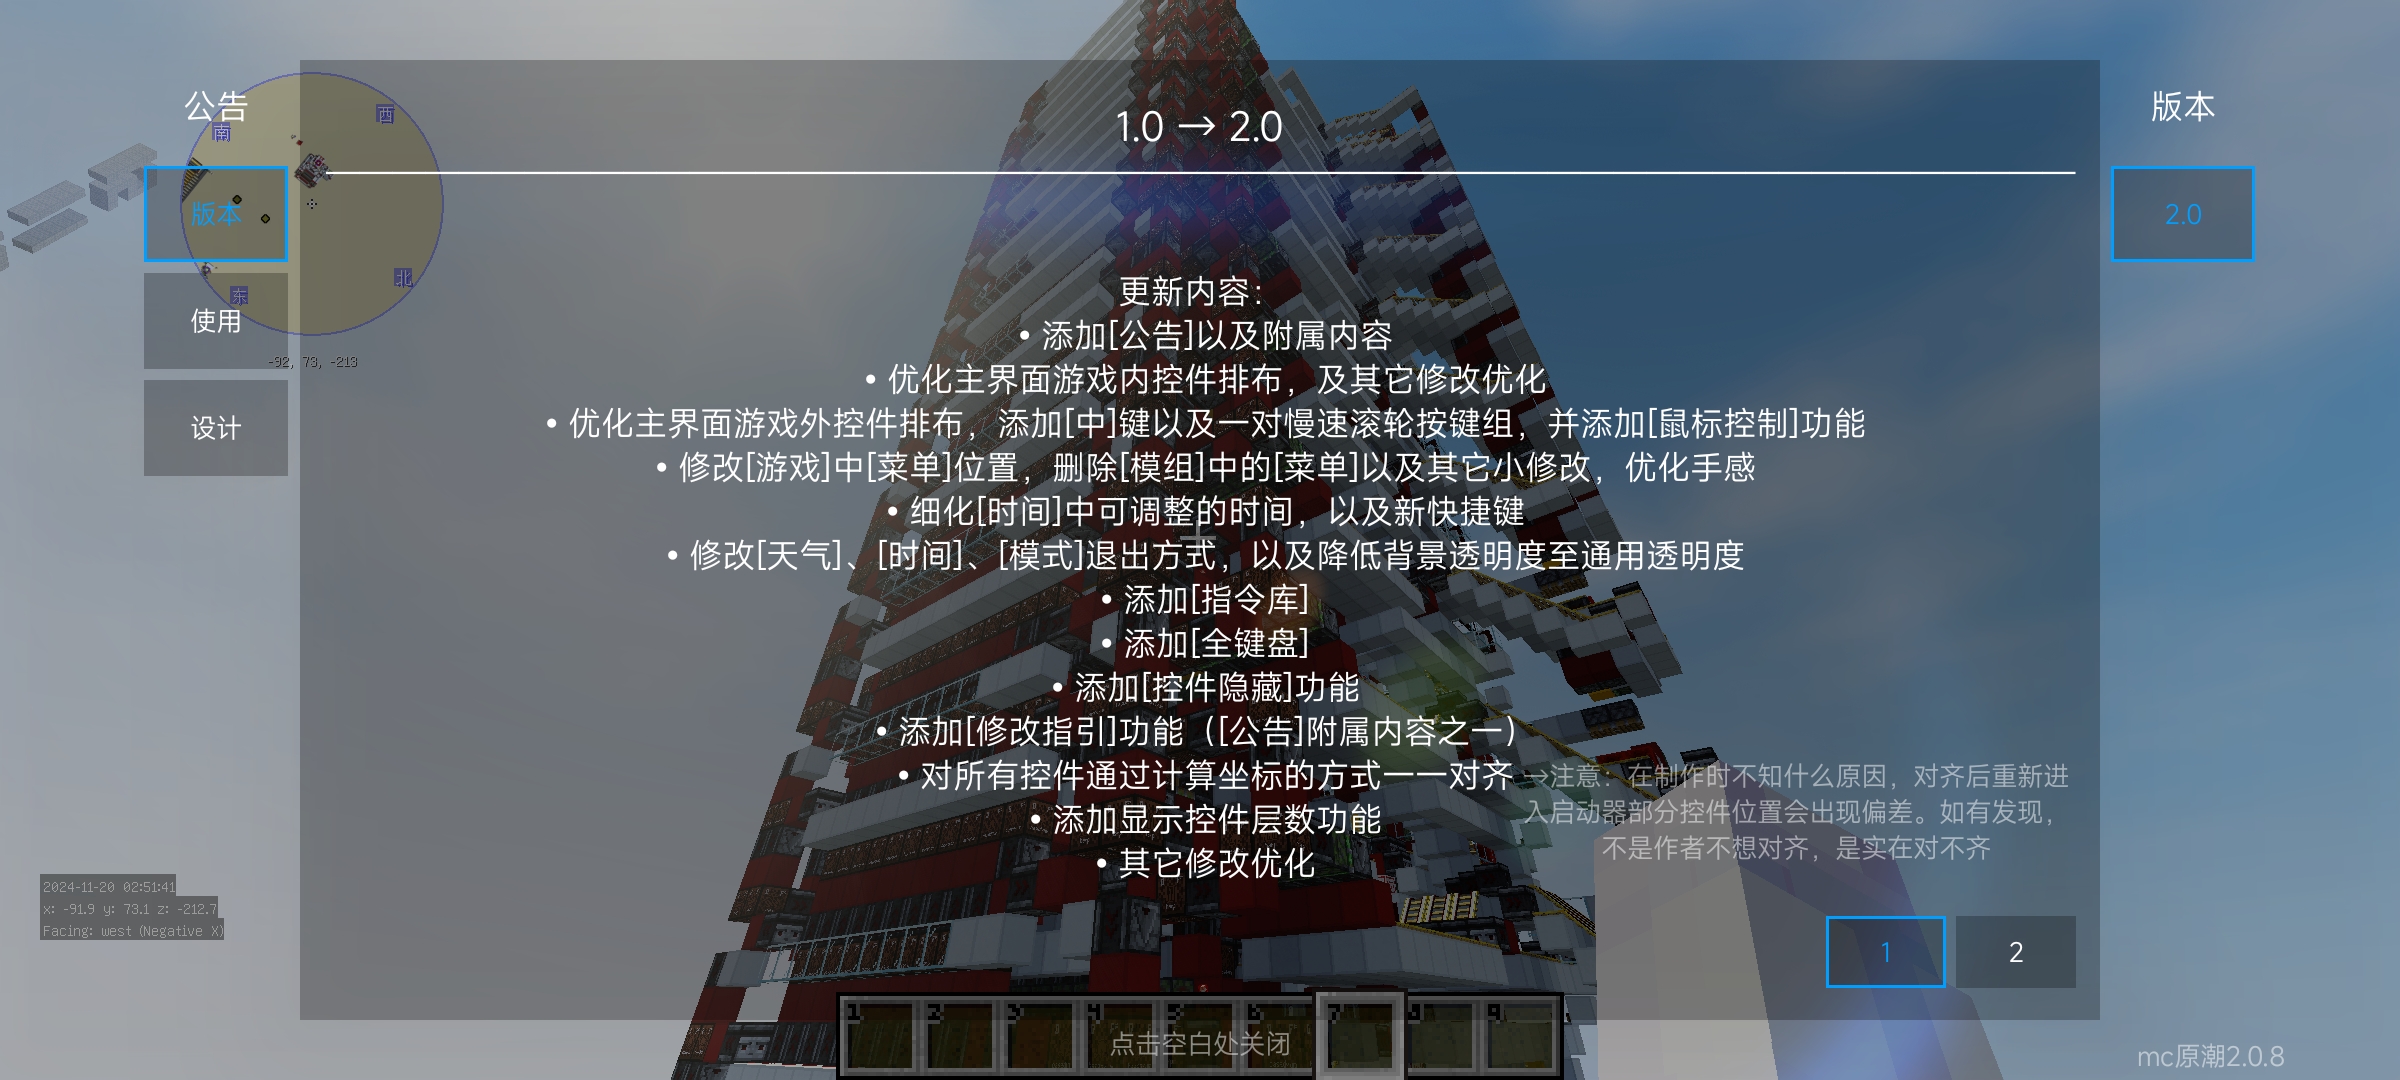 公告
南
西
版本
北
东
使用
-92, 73, -213
设计
1.0 → 2.0
更新内容：
• 添加[公告]以及附属内容
• 优化主界面游戏内控件排布，及其它修改优化
• 优化主界面游戏外控件排布，添加[中]键以及一对慢速滚轮按键组，并添加[鼠标控制]功能
• 修改[游戏]中[菜单]位置，删除[模组]中的[菜单]以及其它小修改，优化手感
• 细化[时间]中可调整的时间，以及新快捷键
• 修改[天气]、[时间]、[模式]退出方式，以及降低背景透明度至通用透明度
• 添加[指令库]
• 添加[全键盘]
• 添加[控件隐藏]功能
• 添加[修改指引]功能（[公告]附属内容之一）
• 对所有控件通过计算坐标的方式一一对齐
• 添加显示控件层数功能
• 其它修改优化
→注意：在制作时不知什么原因，对齐后重新进
入启动器部分控件位置会出现偏差。如有发现，
不是作者不想对齐，是实在对不齐
版本
2.0
1
2
2024-11-20 02:51:41
x: -91.9 y: 73.1 z: -212.7
Facing: west (Negative X)
1 2 3 4 5 6 7 8 9
点击空白处关闭
mc原潮2.0.8